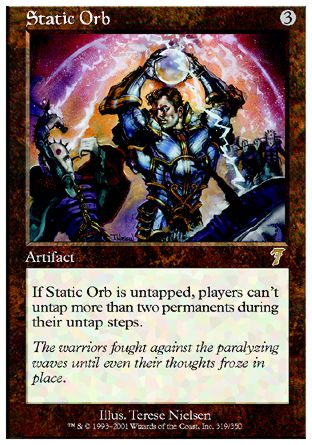 Static Orb 3
Artifact
If Static Orb is untapped, players can't
untap more than two permanents during
their untap steps.
The warriors fought against the paralyzing
waves until even their thoughts froze in
place.
Illus. Terese Nielsen
™ & © 1993–2001 Wizards of the Coast, Inc. 319/350